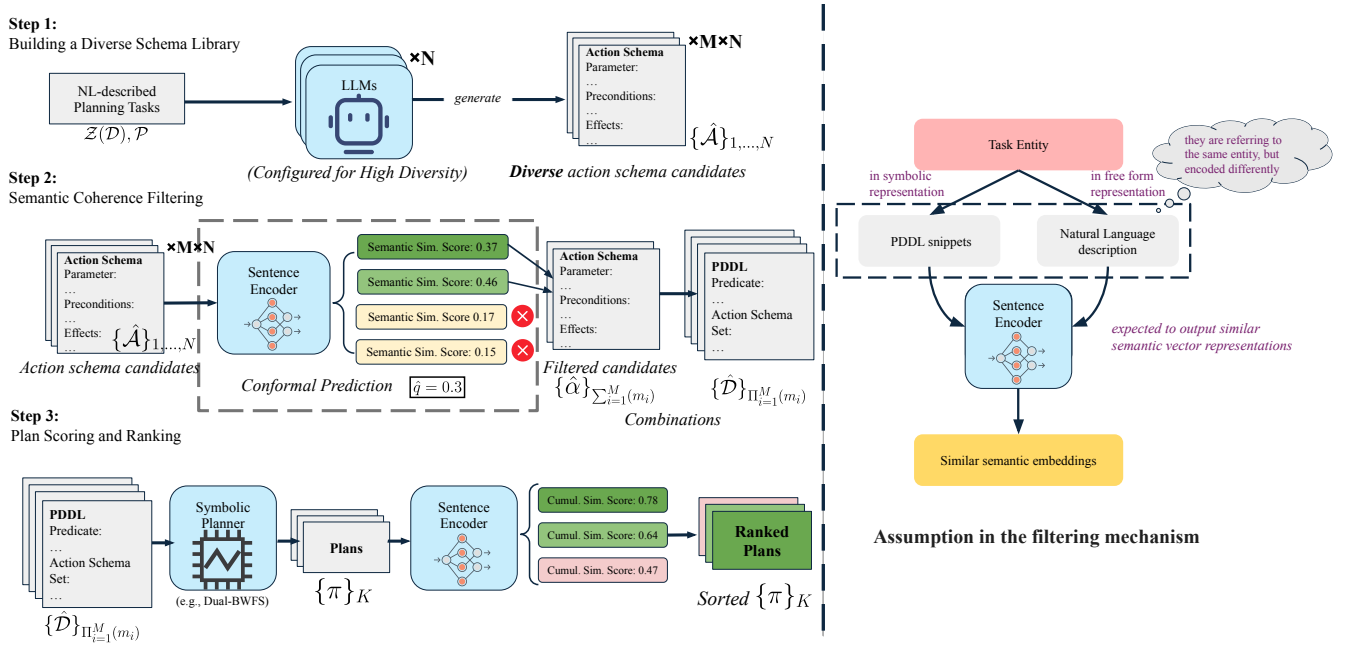 Step 1:
Building a Diverse Schema Library
NL-described
Planning Tasks
𝒵(𝒟), 𝒫
LLMs
×N
(Configured for High Diversity)
generate
Action Schema
Parameter:
…
Preconditions:
…
Effects:
…
×M×N
{𝒜̂}1,…,N
Diverse action schema candidates
Step 2:
Semantic Coherence Filtering
Action Schema
Parameter:
…
Preconditions:
…
Effects:
…
×M×N
{𝒜̂}1,…,N
Action schema candidates
Sentence
Encoder
Semantic Sim. Score: 0.37
Semantic Sim. Score: 0.46
Semantic Sim. Score 0.17
Semantic Sim. Score: 0.15
Conformal Prediction
q̂ = 0.3
Action Schema
Parameter:
…
Preconditions:
…
Effects:
…
Filtered candidates
{α̂}∑_{i=1}^{M}(m_i)
PDDL
Predicate:
…
Action Schema
Set:
…
{𝒟̂}Π_{i=1}^{M}(m_i)
Combinations
Step 3:
Plan Scoring and Ranking
PDDL
Predicate:
…
Action Schema
Set:
…
{𝒟̂}Π_{i=1}^{M}(m_i)
Symbolic
Planner
(e.g., Dual-BWFS)
Plans
{π}K
Sentence
Encoder
Cumul. Sim. Score: 0.78
Cumul. Sim. Score: 0.64
Cumul. Sim. Score: 0.47
Ranked
Plans
Sorted {π}K
Task Entity
they are referring to
the same entity, but
encoded differently
in symbolic
representation
in free form
representation
PDDL snippets
Natural Language
description
Sentence
Encoder
expected to output similar
semantic vector representations
Similar semantic embeddings
Assumption in the filtering mechanism